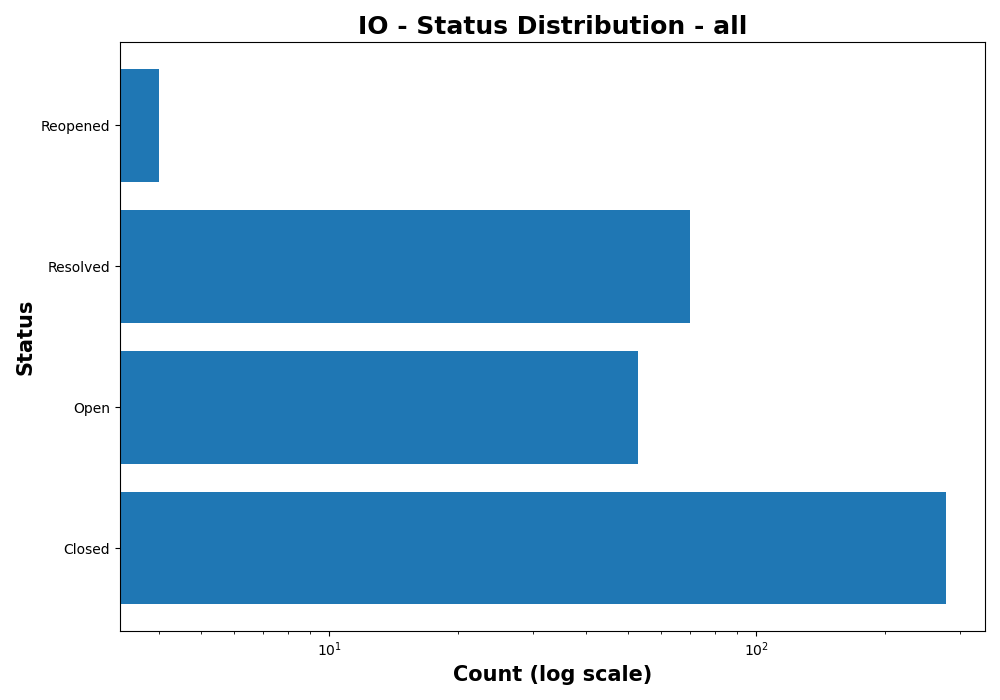 IO - Status Distribution - all
Reopened
Resolved
Status
Open
Closed
10¹
10²
Count (log scale)